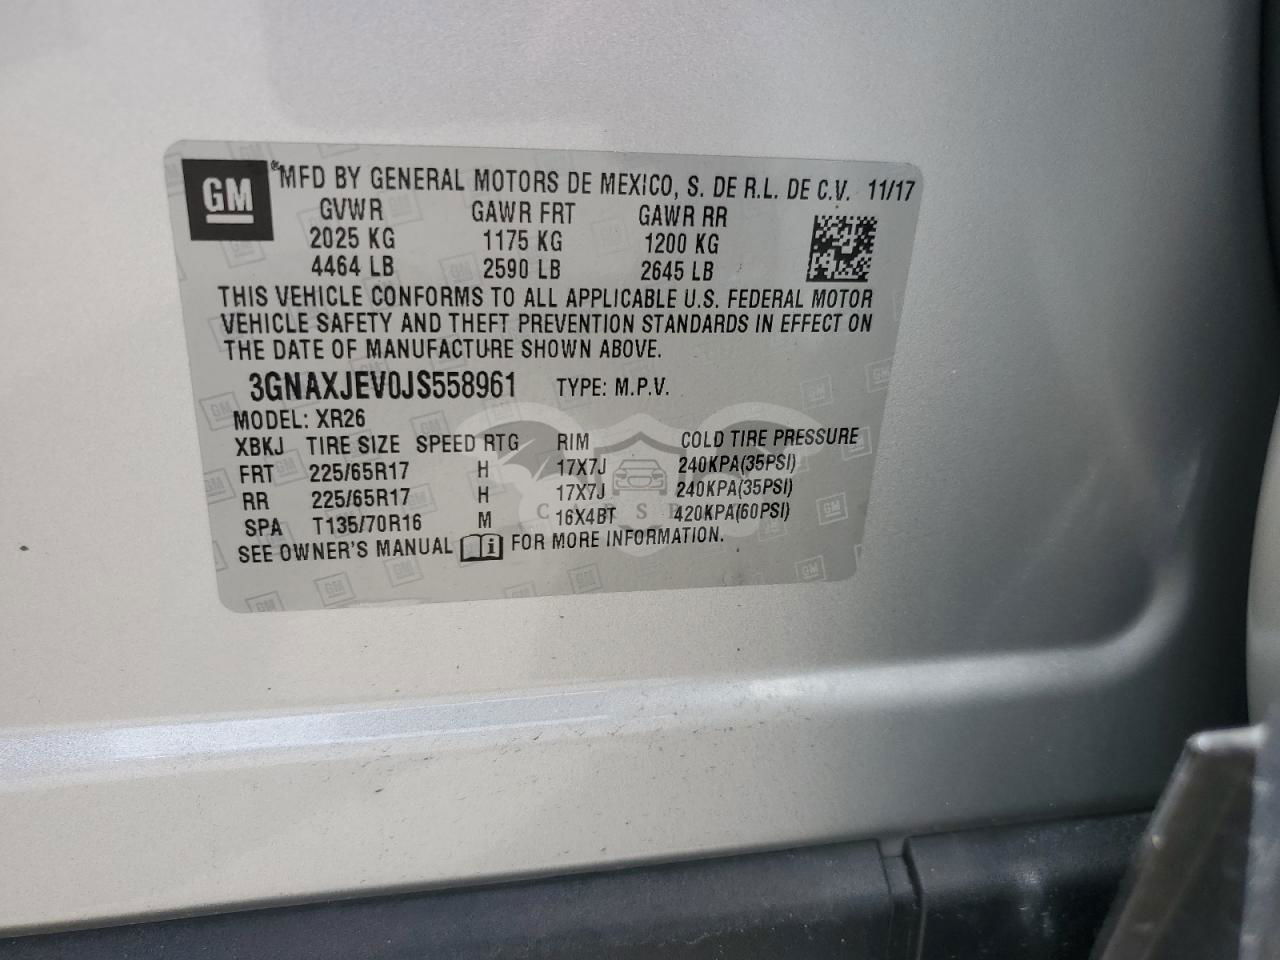 GM
MFD BY GENERAL MOTORS DE MEXICO, S. DE R.L. DE C.V. 11/17
GVWR GAWR FRT GAWR RR
2025 KG 1175 KG 1200 KG
4464 LB 2590 LB 2645 LB
THIS VEHICLE CONFORMS TO ALL APPLICABLE U.S. FEDERAL MOTOR
VEHICLE SAFETY AND THEFT PREVENTION STANDARDS IN EFFECT ON
THE DATE OF MANUFACTURE SHOWN ABOVE.
3GNAXJEV0JS558961 TYPE: M.P.V.
MODEL: XR26
XBKJ TIRE SIZE SPEED RTG RIM COLD TIRE PRESSURE
FRT 225/65R17 H 17X7J 240KPA(35PSI)
RR 225/65R17 H 17X7J 240KPA(35PSI)
SPA T135/70R16 M 16X4BT 420KPA(60PSI)
SEE OWNER'S MANUAL FOR MORE INFORMATION.